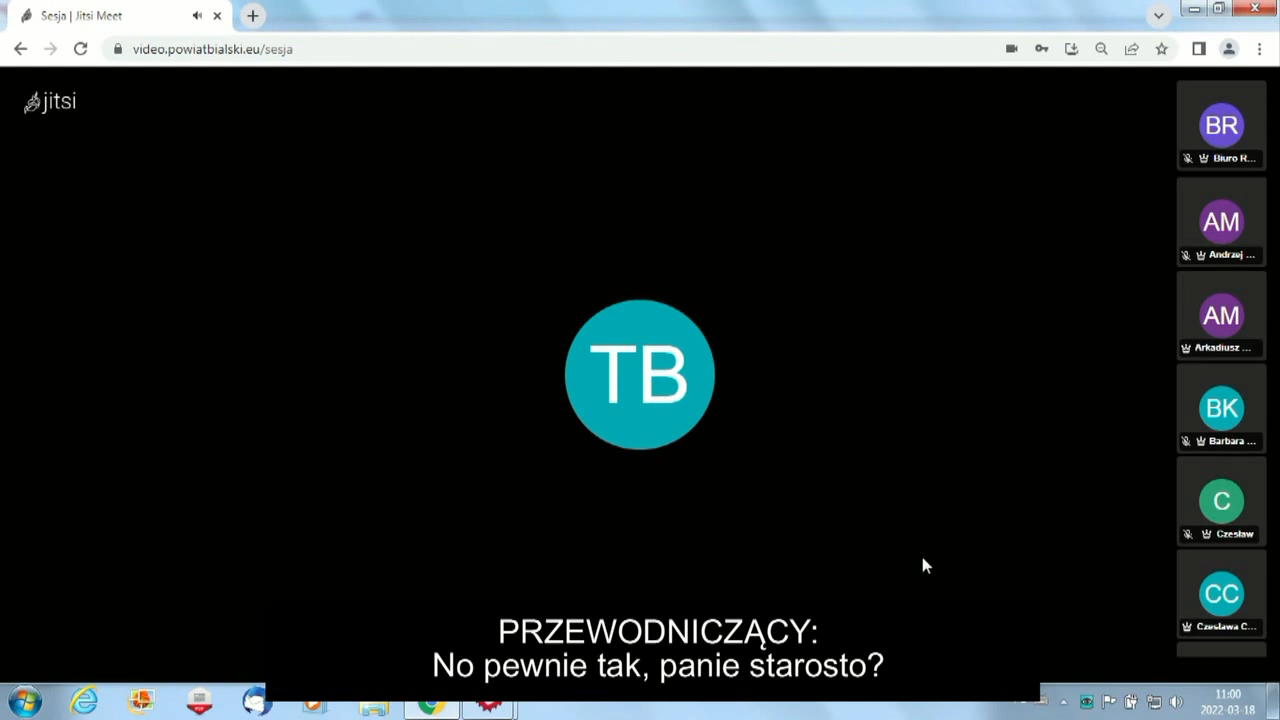 Sesja | Jitsi Meet
video.powiatbialski.eu/sesja
jitsi
BR
Biuro R...
AM
Andrzej ...
AM
Arkadiusz ...
TB
BK
Barbara ...
C
Czesław
CC
Czesława C...
PRZEWODNICZĄCY:
No pewnie tak, panie starosto?
11:00
2022-03-18